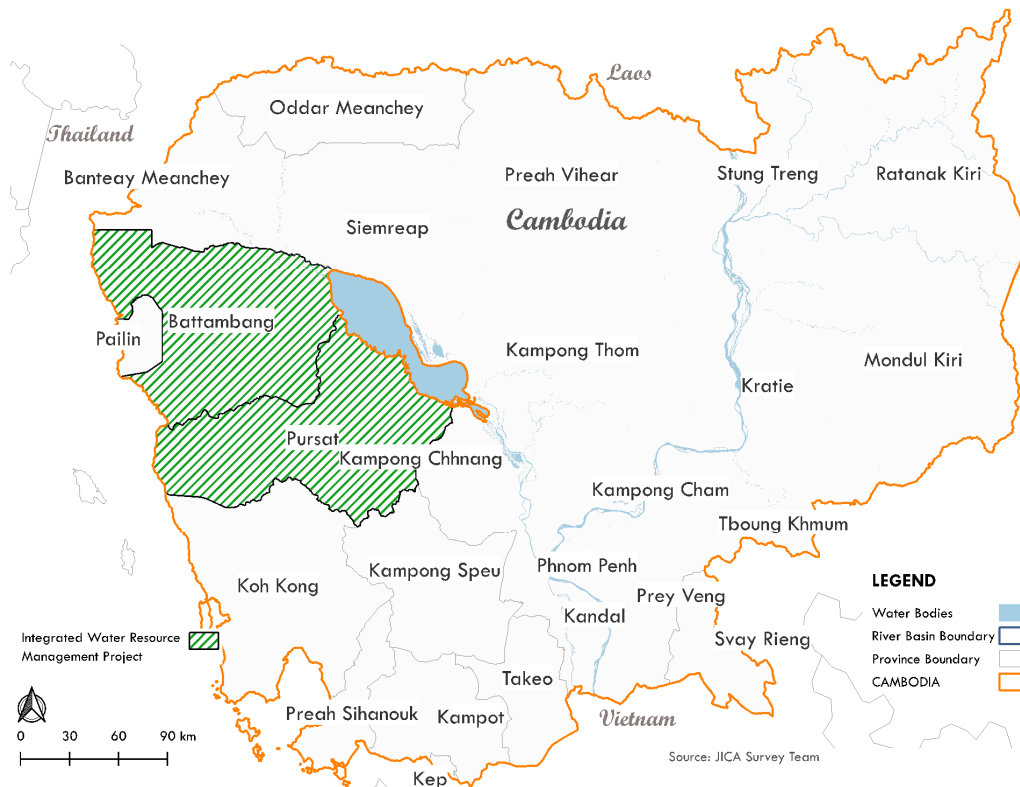 Laos
Thailand
Oddar Meanchey
Banteay Meanchey
Preah Vihear
Stung Treng
Ratanak Kiri
Siemreap
Cambodia
Battambang
Pailin
Kampong Thom
Mondul Kiri
Kratie
Pursat
Kampong Chhnang
Kampong Cham
Tboung Khmum
Phnom Penh
Kampong Speu
Koh Kong
Prey Veng
Kandal
Svay Rieng
Takeo
Preah Sihanouk
Kampot
Vietnam
Kep
Integrated Water Resource
Management Project
0 30 60 90 km
LEGEND
Water Bodies
River Basin Boundary
Province Boundary
CAMBODIA
Source: JICA Survey Team